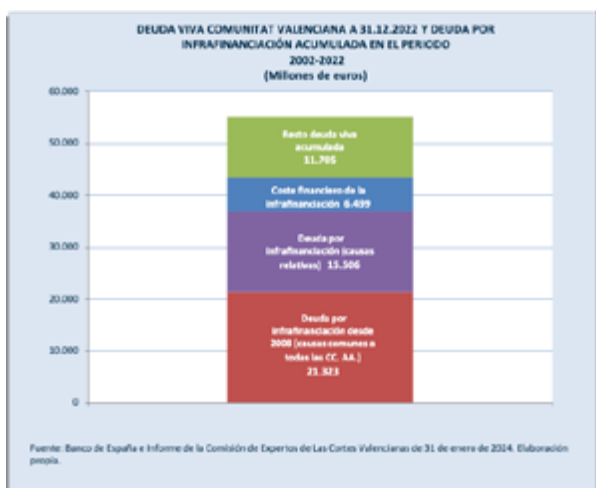 DEUDA VIVA COMUNITAT VALENCIANA A 31.12.2022 Y DEUDA POR
INFRAFINANCIACIÓN ACUMULADA EN EL PERIODO
2002-2022
(Millones de euros)
60.000
50.000
40.000
30.000
20.000
10.000
0
Resto deuda viva
acumulada
11.705
Coste financiero de la
infrafinanciación 6.499
Deuda por
infrafinanciación (causas
relativas) 15.506
Deuda por
infrafinanciación desde
2009 (causas comunes a
todas las CC. AA.)
21.323
Fuente: Banco de España e Informe de la Comisión de Expertos de Las Cortes Valencianas de 31 de enero de 2024. Elaboración
propia.